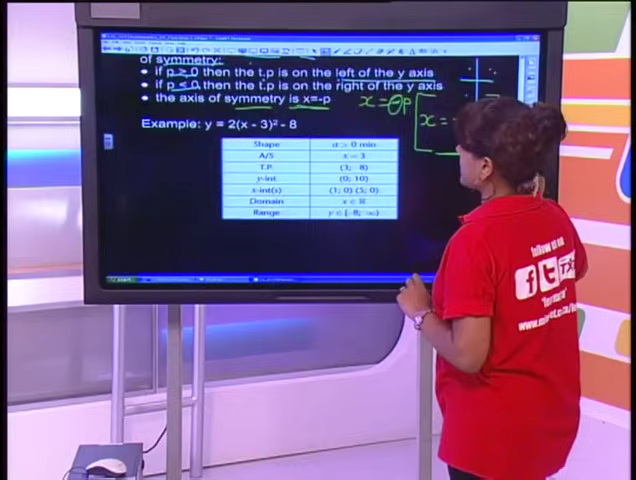 of symmetry:
• if p > 0 then the t.p is on the left of the y axis
• if p < 0 then the t.p is on the right of the y axis
• the axis of symmetry is x=-p
x = -p
x =
Example: y = 2(x - 3)² - 8
Shape a > 0 min
A/S x = 3
T.P. (3; 8)
y-int (0; 10)
x-int(s) (1; 0) (5; 0)
Domain x ∈ ℝ
Range y ∈ (-8; ∞)
follow us on
f t